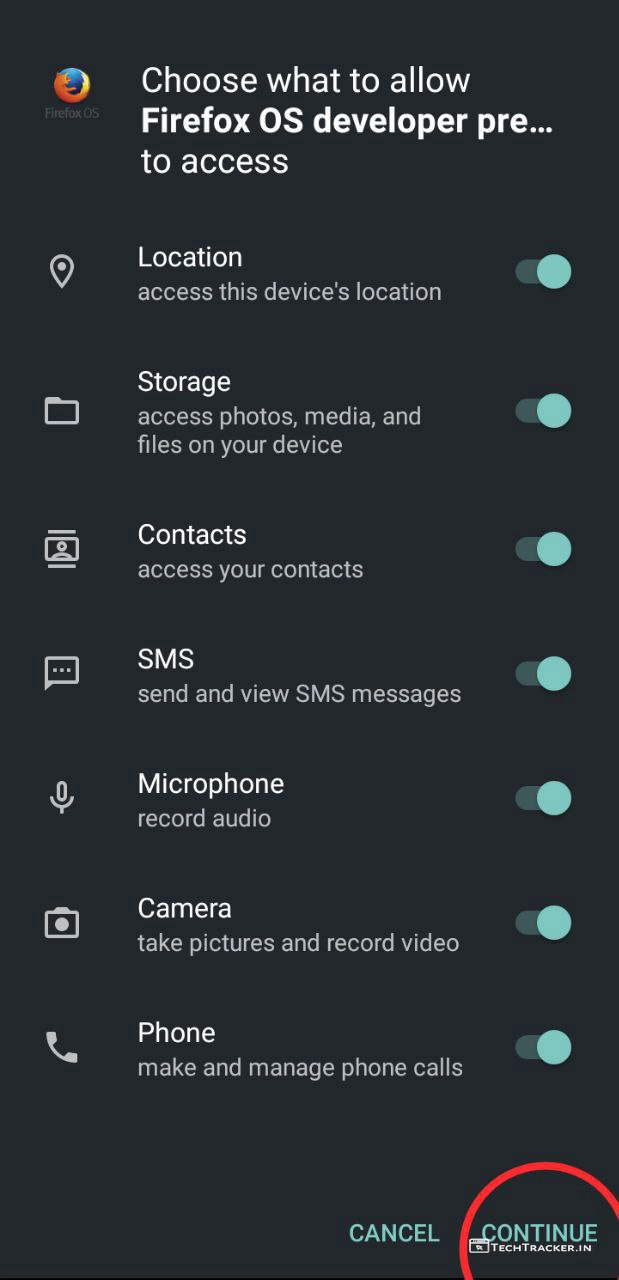 Choose what to allow
Firefox OS
Firefox OS developer pre…
to access
Location
access this device's location
Storage
access photos, media, and
files on your device
Contacts
access your contacts
SMS
send and view SMS messages
Microphone
record audio
Camera
take pictures and record video
Phone
make and manage phone calls
CANCEL CONTINUE
TECHTRACKER.IN